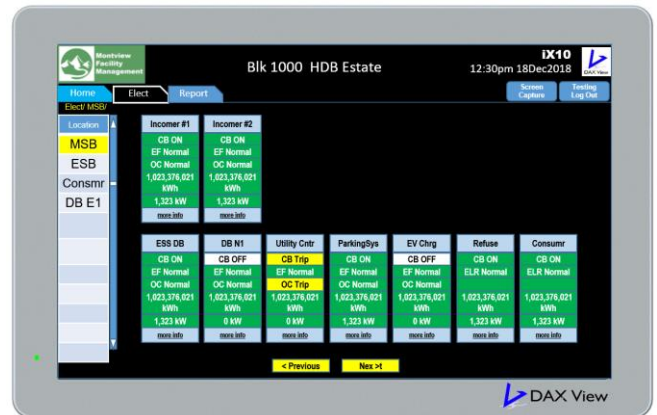 Montview
Facility
Management
Blk 1000 HDB Estate
iX10
12:30pm 18Dec2018
DAX View
Home
Elect
Report
Screen
Capture
Testing
Log Out
Elect/ MSB/
Location
MSB
ESB
Consmr
DB E1
Incomer #1 Incomer #2
CB ON CB ON
EF Normal EF Normal
OC Normal OC Normal
1,023,376,021 1,023,376,021
kWh kWh
1,323 kW 1,323 kW
more info more info
ESS DB DB N1 Utility Cntr ParkingSys EV Chrg Refuse Consumr
CB ON CB OFF CB Trip CB ON CB OFF CB ON CB ON
EF Normal EF Normal EF Normal EF Normal EF Normal ELR Normal ELR Normal
OC Normal OC Normal OC Trip OC Normal OC Normal
1,023,376,021 1,023,376,021 1,023,376,021 1,023,376,021 1,023,376,021 1,023,376,021 1,023,376,021
kWh kWh kWh kWh kWh kWh kWh
1,323 kW 0 kW 0 kW 1,323 kW 0 kW 1,323 kW 1,323 kW
more info more info more info more info more info more info more info
< Previous Nex >t
DAX View